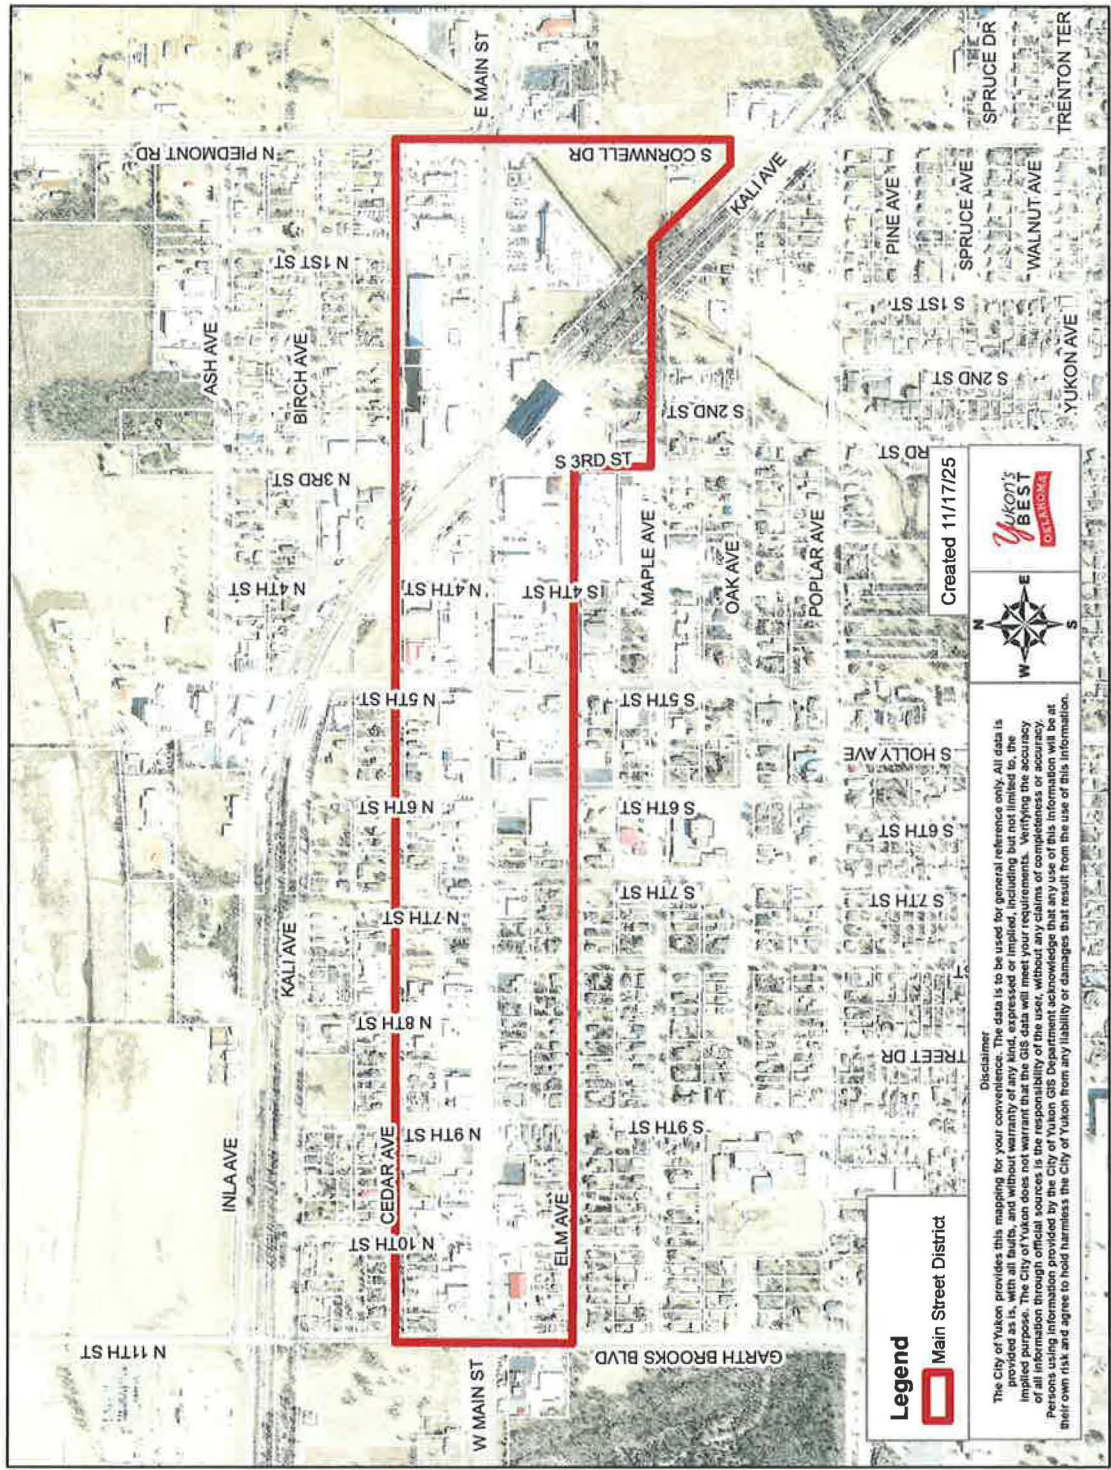 N 11TH ST
N PIEDMONT RD
INLA AVE
ASH AVE
N 4TH ST
KALI AVE
BIRCH AVE
N 3RD ST
N 1ST ST
CEDAR AVE
N 10TH ST
N 9TH ST
N 8TH ST
N 7TH ST
N 6TH ST
N 5TH ST
N 4TH ST
W MAIN ST
E MAIN ST
ELM AVE
S 4TH ST
S 3RD ST
S CORNWELL DR
GARTH BROOKS BLVD
S 9TH ST
S 7TH ST
S 6TH ST
S 5TH ST
MAPLE AVE
S 2ND ST
OAK AVE
KALI AVE
POPLAR AVE
TREET DR
ST
S 7TH ST
S 6TH ST
S HOLLY AVE
RD ST
S 2ND ST
S 1ST ST
PINE AVE
SPRUCE AVE
SPRUCE DR
WALNUT AVE
YUKON AVE
TRENTON TER
Legend
Main Street District
Created 11/17/25
Disclaimer
The City of Yukon provides this mapping for your convenience. The data is to be used for general reference only. All data is
provided as is, with all faults, and without warranty of any kind, expressed or implied, including but not limited to, the
implied purpose. The City of Yukon does not warrant that the GIS data will meet your requirements. Verifying the accuracy
of all information through official sources is the responsibility of the user, without any claims of completeness or accuracy.
Persons using information provided by the City of Yukon GIS Department acknowledge that any use of this information will be at
their own risk and agree to hold harmless the City of Yukon from any liability or damages that result from the use of this information.
N
W E
S
Yukon's
BEST
OKLAHOMA